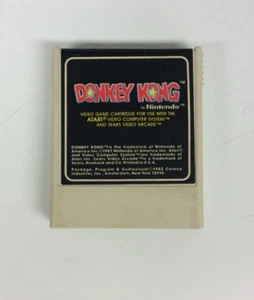 DONKEY KONG™
by Nintendo®
VIDEO GAME CARTRIDGE FOR USE WITH THE
ATARI® VIDEO COMPUTER SYSTEM™
AND SEARS VIDEO ARCADE™
DONKEY KONG™ is the trademark of Nintendo of
America Inc. ©1981 Nintendo of America Inc. Atari®
and Video Computer System™ are trademarks of
Atari Inc. Sears Video Arcade™ is a trademark of
Sears, Roebuck and Co. Printed in U.S.A.
Package, Program & Audiovisual ©1982 Coleco
Industries, Inc., Amsterdam, New York 12010